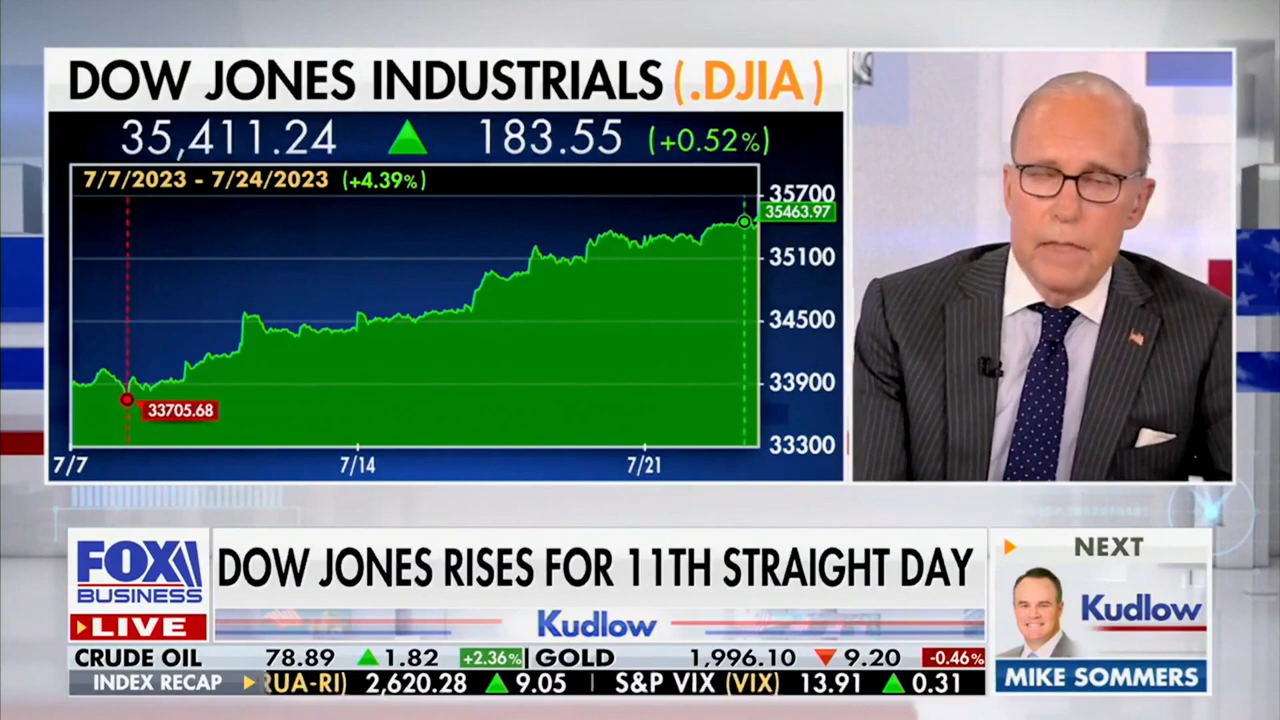 DOW JONES INDUSTRIALS (.DJIA)
35,411.24 ▲ 183.55 (+0.52%)
7/7/2023 - 7/24/2023 (+4.39%)
35700
35463.97
35100
34500
33900
33705.68
33300
7/7 7/14 7/21
FOX
BUSINESS
LIVE
DOW JONES RISES FOR 11TH STRAIGHT DAY
Kudlow
NEXT
Kudlow
MIKE SOMMERS
CRUDE OIL 78.89 ▲ 1.82 +2.36% | GOLD 1,996.10 ▼ 9.20 -0.46%
INDEX RECAP RUA-RI) 2,620.28 ▲ 9.05 | S&P VIX (VIX) 13.91 ▲ 0.31